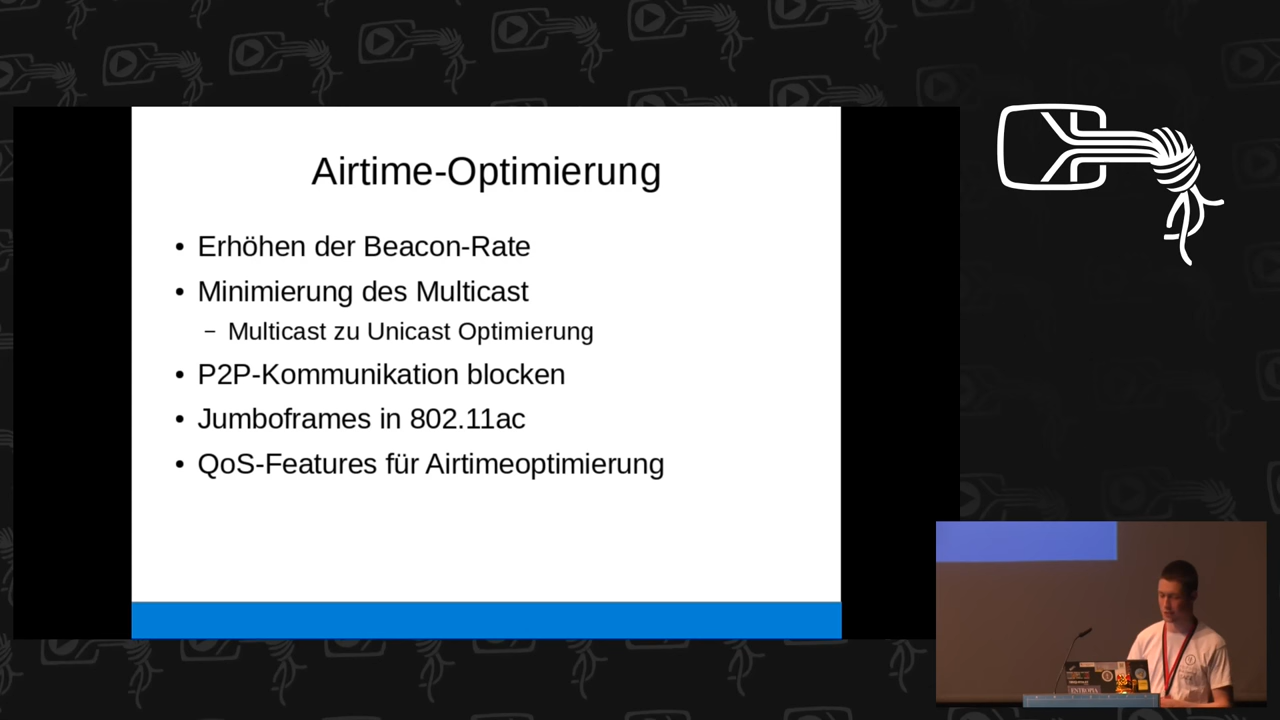 Airtime-Optimierung
• Erhöhen der Beacon-Rate
• Minimierung des Multicast
– Multicast zu Unicast Optimierung
• P2P-Kommunikation blocken
• Jumboframes in 802.11ac
• QoS-Features für Airtimeoptimierung
ENTROPIA